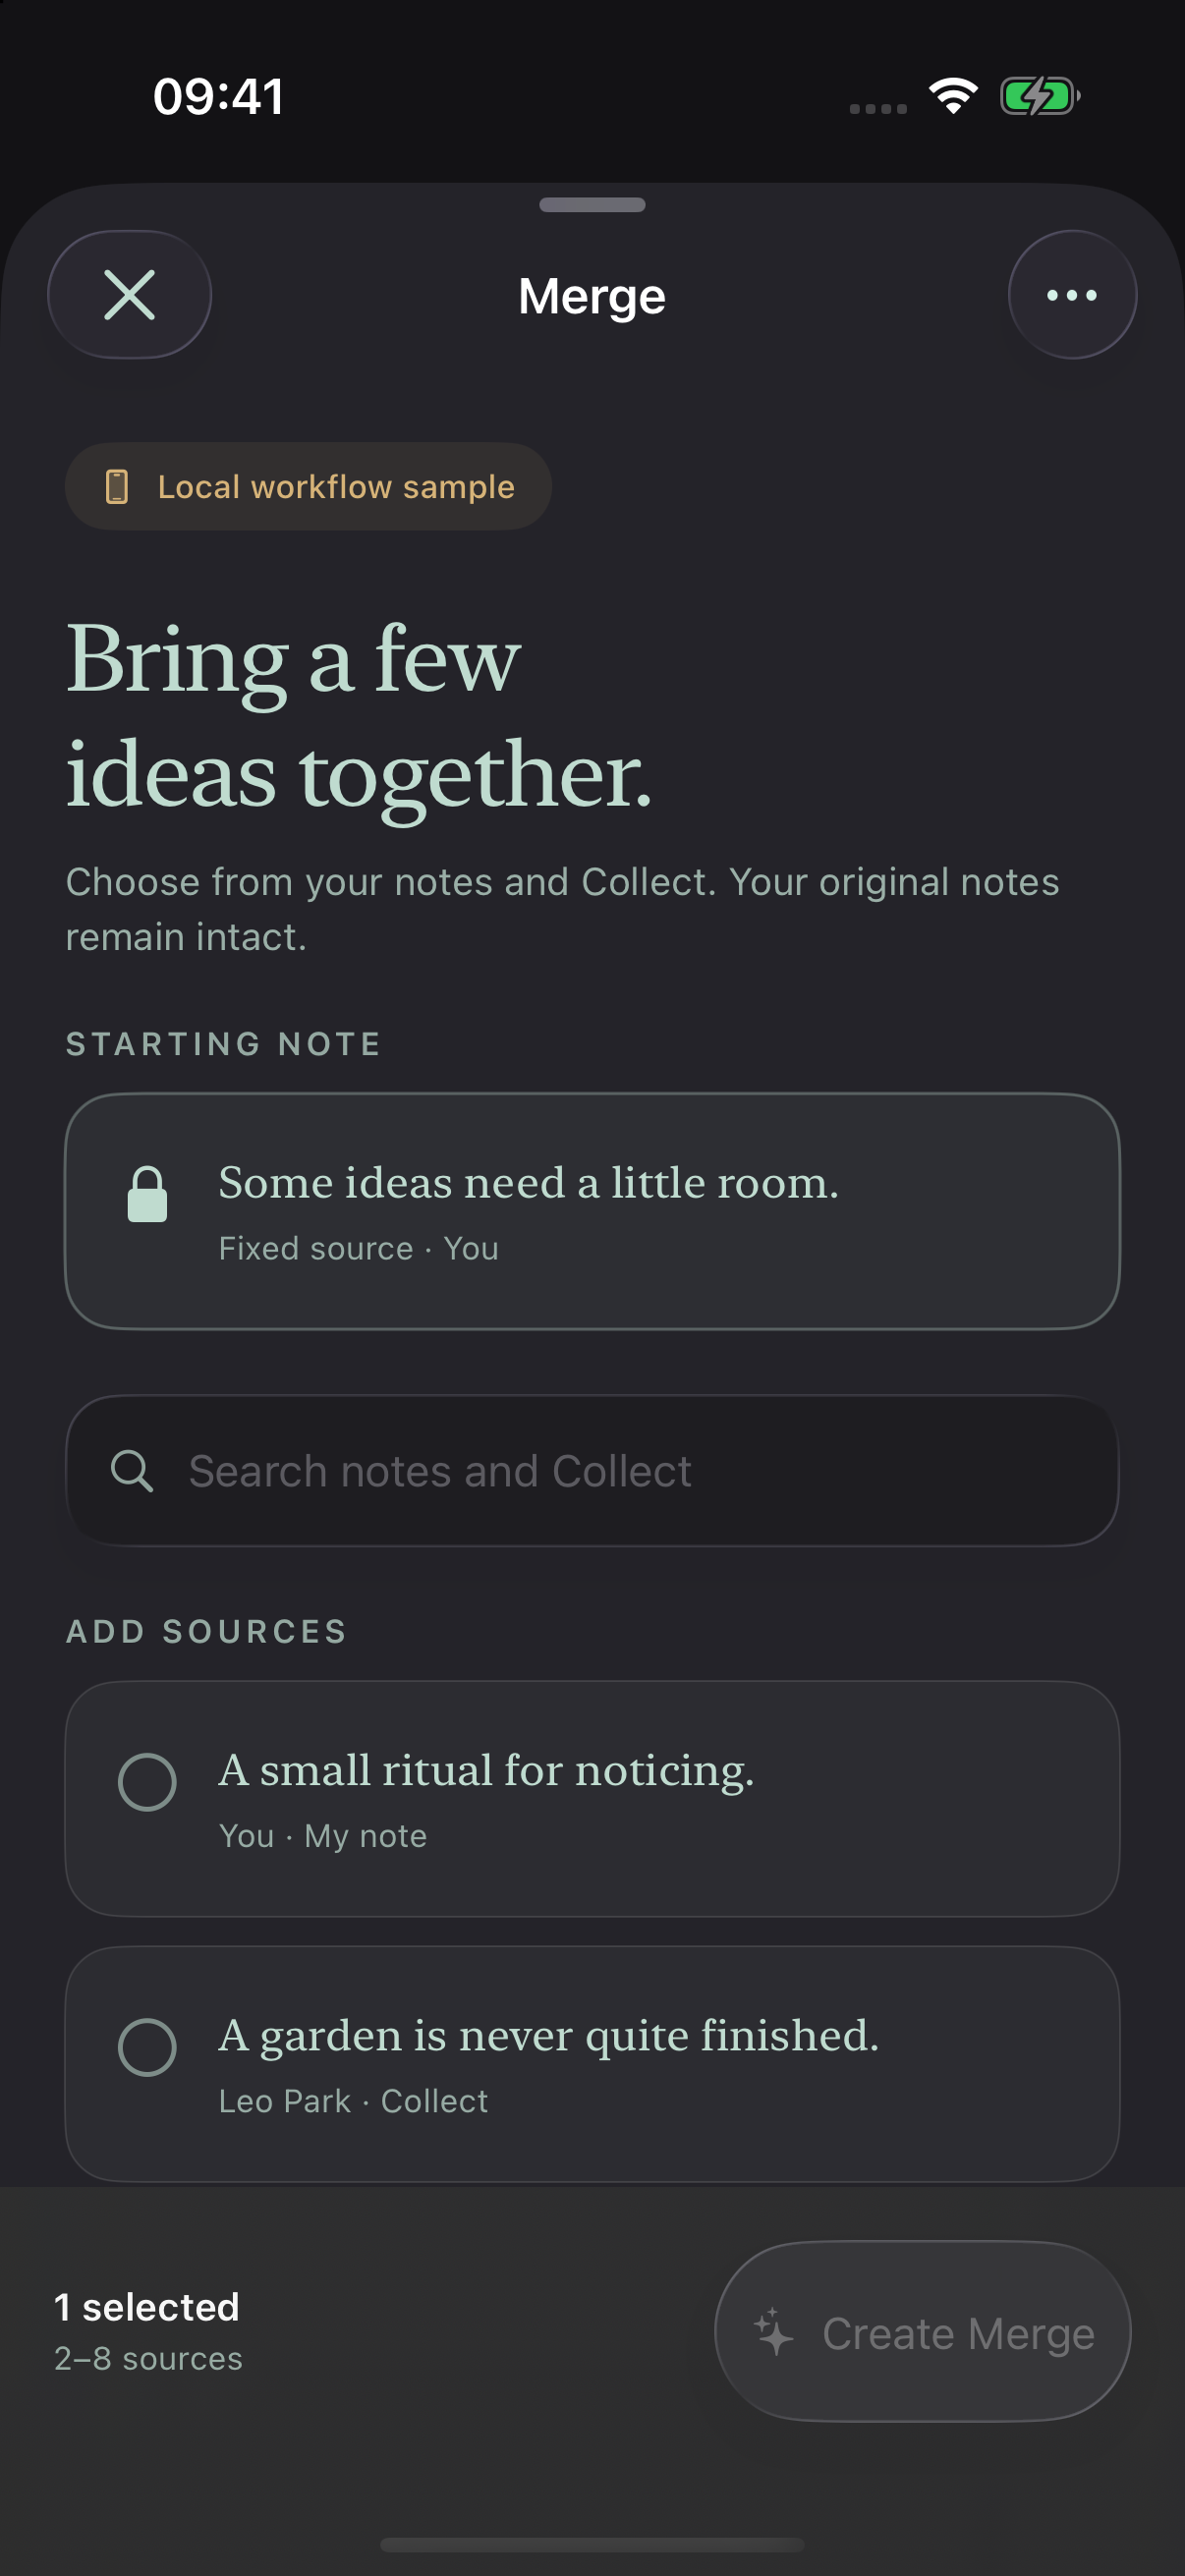 09:41
Merge
Local workflow sample
Bring a few
ideas together.
Choose from your notes and Collect. Your original notes
remain intact.
STARTING NOTE
Some ideas need a little room.
Fixed source · You
Search notes and Collect
ADD SOURCES
A small ritual for noticing.
You · My note
A garden is never quite finished.
Leo Park · Collect
1 selected
2–8 sources
Create Merge